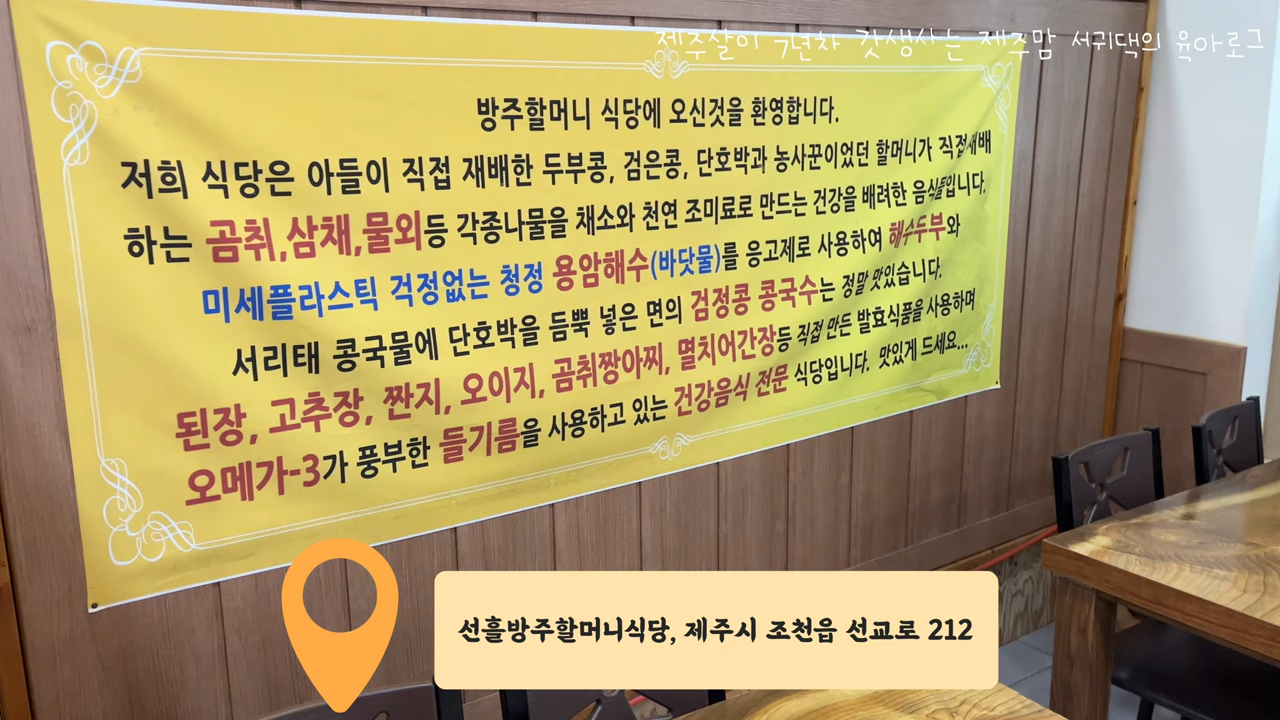 제주살이 7년차 갓생사는 제주맘 서귀댁의 육아로그
방주할머니 식당에 오신것을 환영합니다.
저희 식당은 아들이 직접 재배한 두부콩, 검은콩, 단호박과 농사꾼이었던 할머니가 직접재배
하는 곰취,삼채,물외등 각종나물을 채소와 천연 조미료로 만드는 건강을 배려한 음식들입니다.
미세플라스틱 걱정없는 청정 용암해수(바닷물)를 응고제로 사용하여 해수두부와
서리태 콩국물에 단호박을 듬뿍 넣은 면의 검정콩 콩국수는 정말 맛있습니다.
된장, 고추장, 짠지, 오이지, 곰취짱아찌, 멸치어간장등 직접 만든 발효식품을 사용하며
오메가-3가 풍부한 들기름을 사용하고 있는 건강음식 전문 식당입니다. 맛있게 드세요...
선흘방주할머니식당, 제주시 조천읍 선교로 212